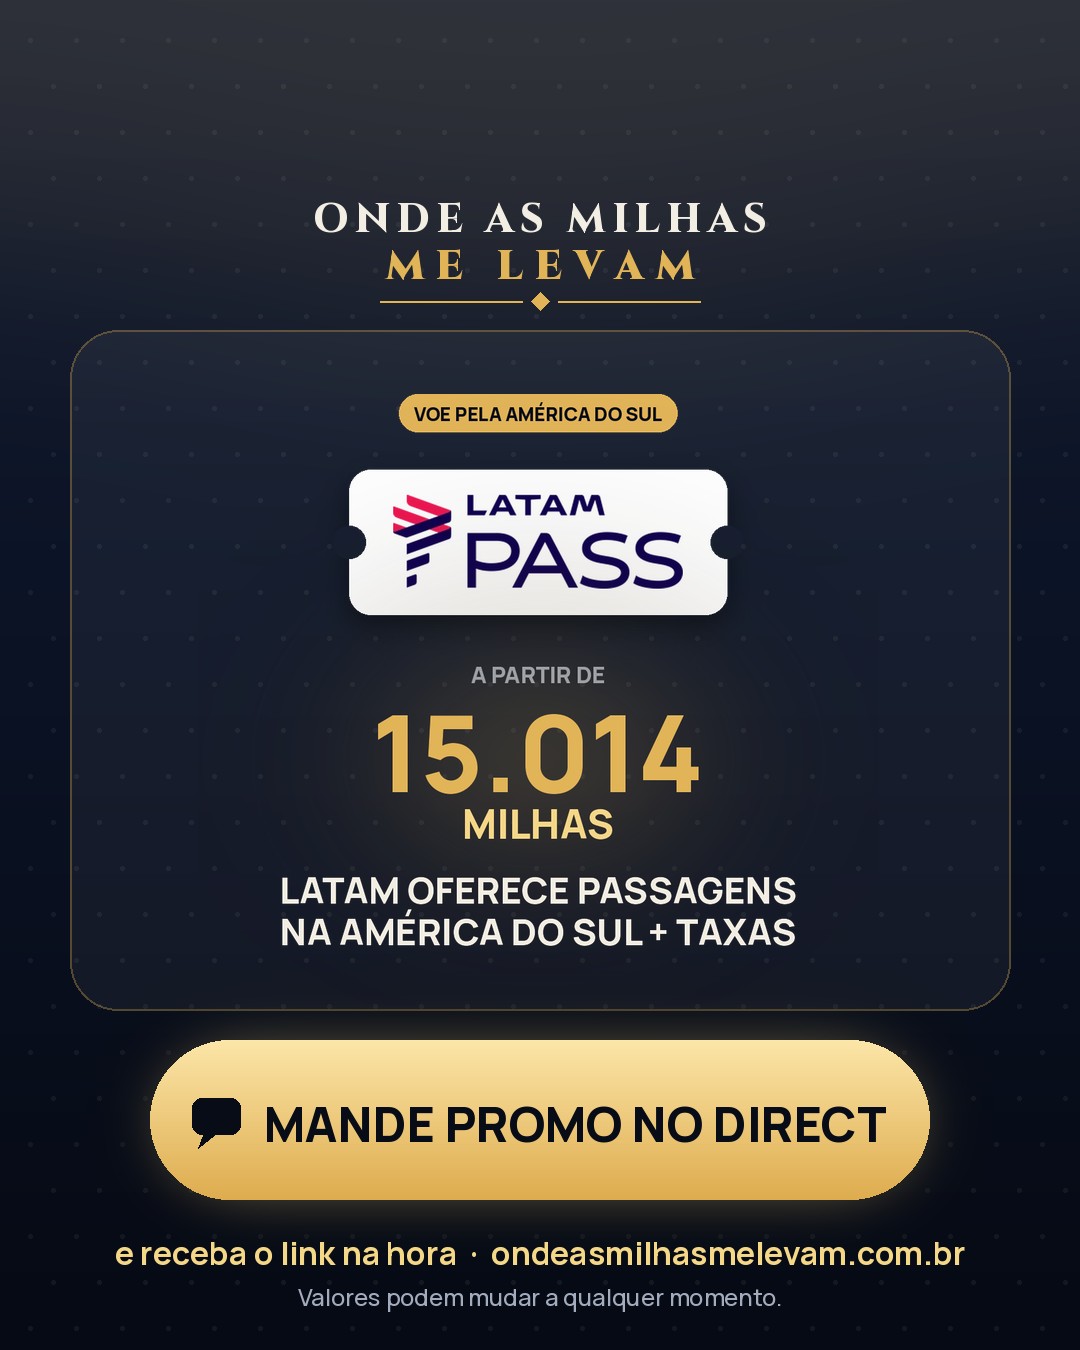 ONDE AS MILHAS
ME LEVAM
VOE PELA AMÉRICA DO SUL
LATAM
PASS
A PARTIR DE
15.014
MILHAS
LATAM OFERECE PASSAGENS
NA AMÉRICA DO SUL + TAXAS
MANDE PROMO NO DIRECT
e receba o link na hora · ondeasmilhasmelevam.com.br
Valores podem mudar a qualquer momento.